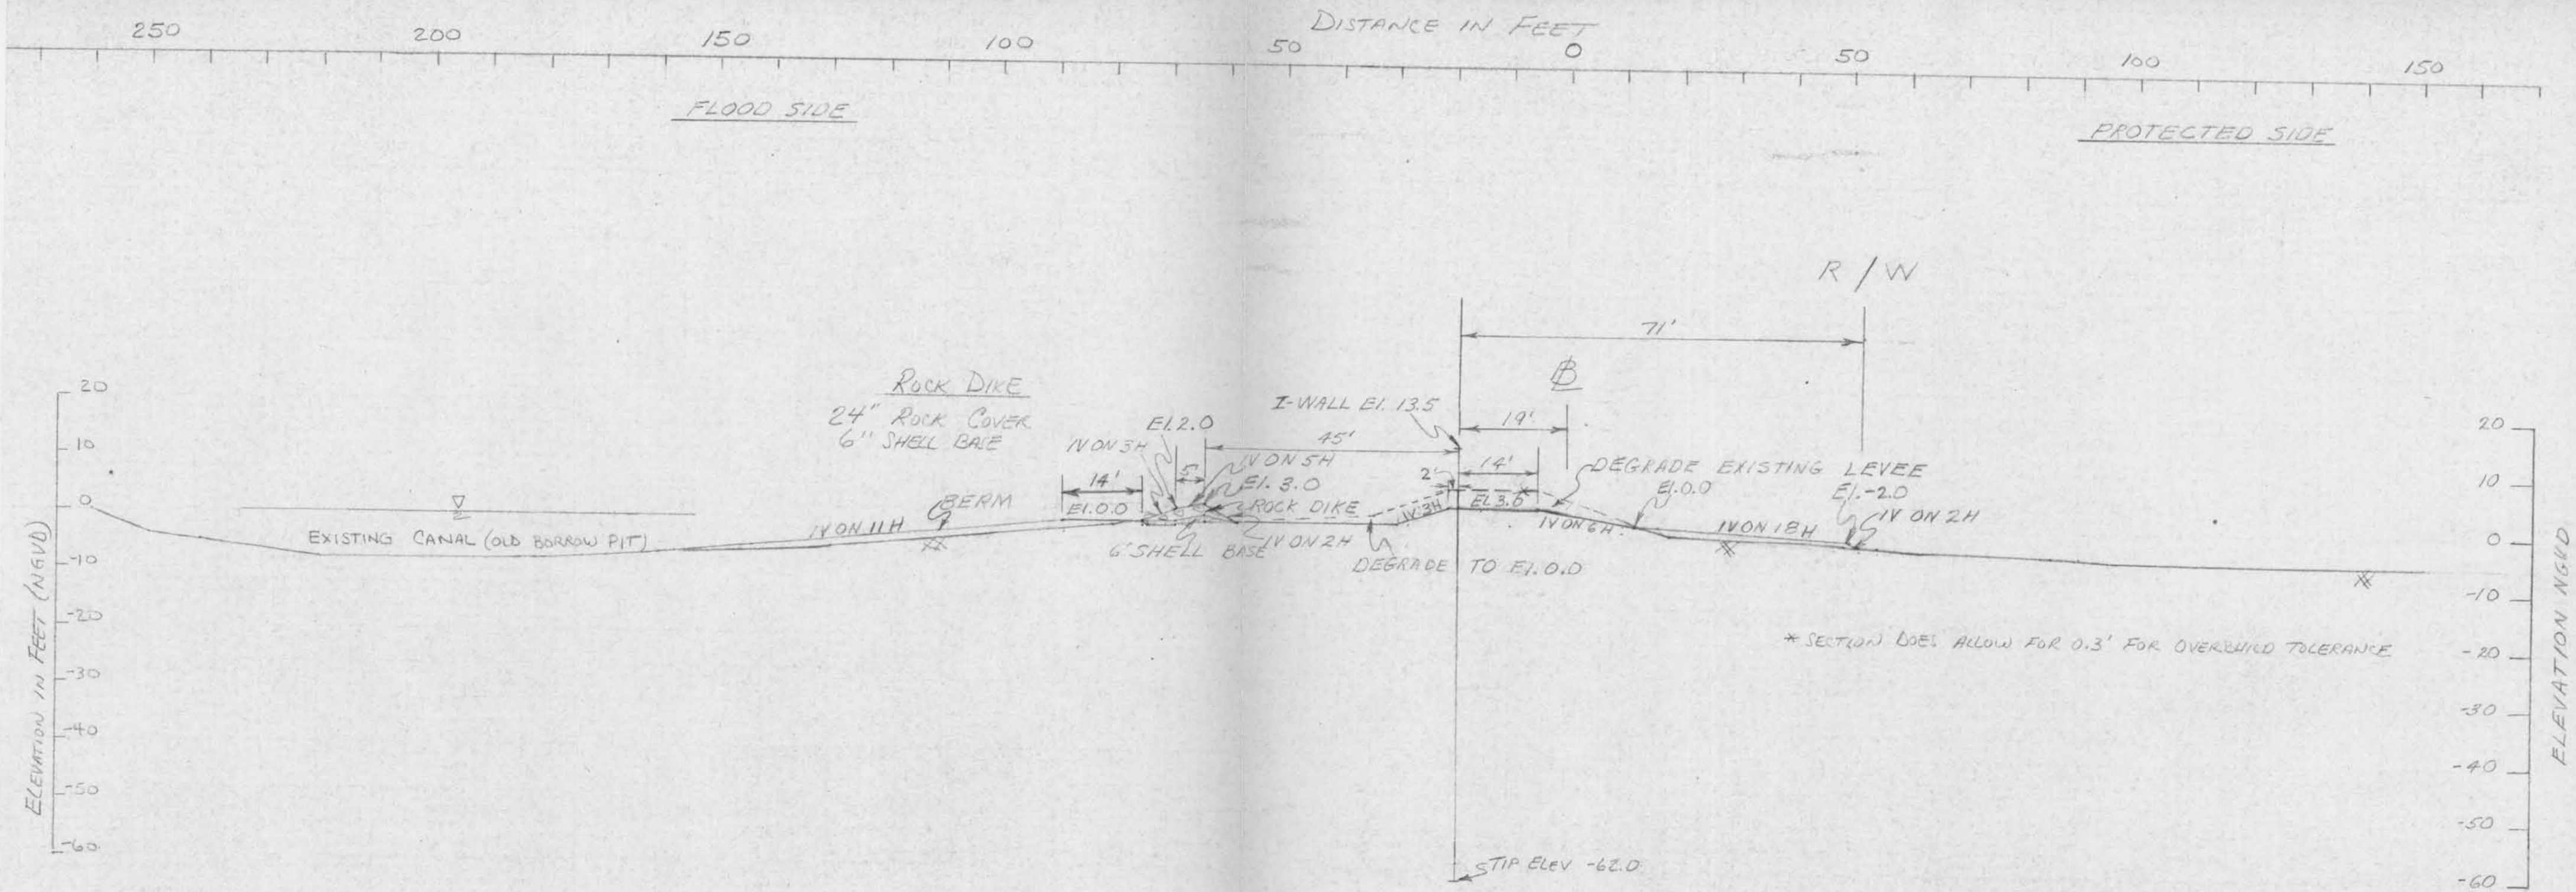 DISTANCE IN FEET
250 200 150 100 50 0 50 100 150
FLOOD SIDE
PROTECTED SIDE
R / W
71'
19'
ROCK DIKE
24" ROCK COVER
6" SHELL BASE
I-WALL El. 13.5
El. 2.0
45'
1V ON 3H
5'
1V ON 5H
El. 3.0
14'
El. 0.0
BERM
ROCK DIKE
2'
14'
DEGRADE EXISTING LEVEE
El. 0.0
El. -2.0
1V ON 2H
1V:3H
1V ON 6H
1V ON 18H
1V ON 11H
EXISTING CANAL (OLD BORROW PIT)
6" SHELL BASE
1V ON 2H
DEGRADE TO El. 0.0
* SECTION DOES ALLOW FOR 0.3' FOR OVERBUILD TOLERANCE
STIP ELEV -62.0
ELEVATION IN FEET (NGVD)
20
10
0
-10
-20
-30
-40
-50
-60
ELEVATION NGVD
20
10
0
-10
-20
-30
-40
-50
-60